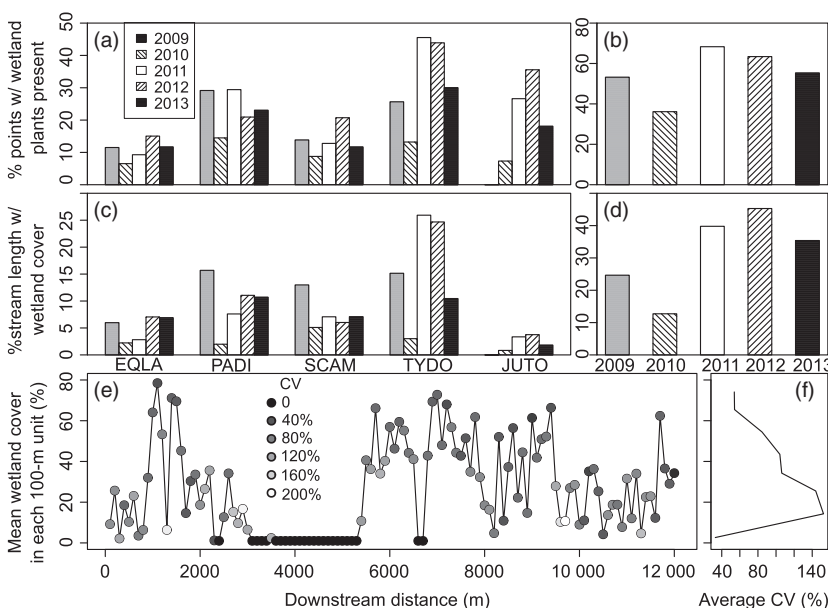 (a)
2009
2010
2011
2012
2013
% points w/ wetland
plants present
0
10
20
30
40
50
(b)
0
20
40
60
80
(c)
%stream length w/
wetland cover
0
5
10
15
20
25
EQLA
PADI
SCAM
TYDO
JUTO
(d)
0
10
20
30
40
2009
2010
2011
2012
2013
(e)
CV
0
40%
80%
120%
160%
200%
Mean wetland cover
in each 100-m unit (%)
0
20
40
60
80
0
2000
4000
6000
8000
10 000
12 000
Downstream distance (m)
(f)
40
80
140
Average CV (%)